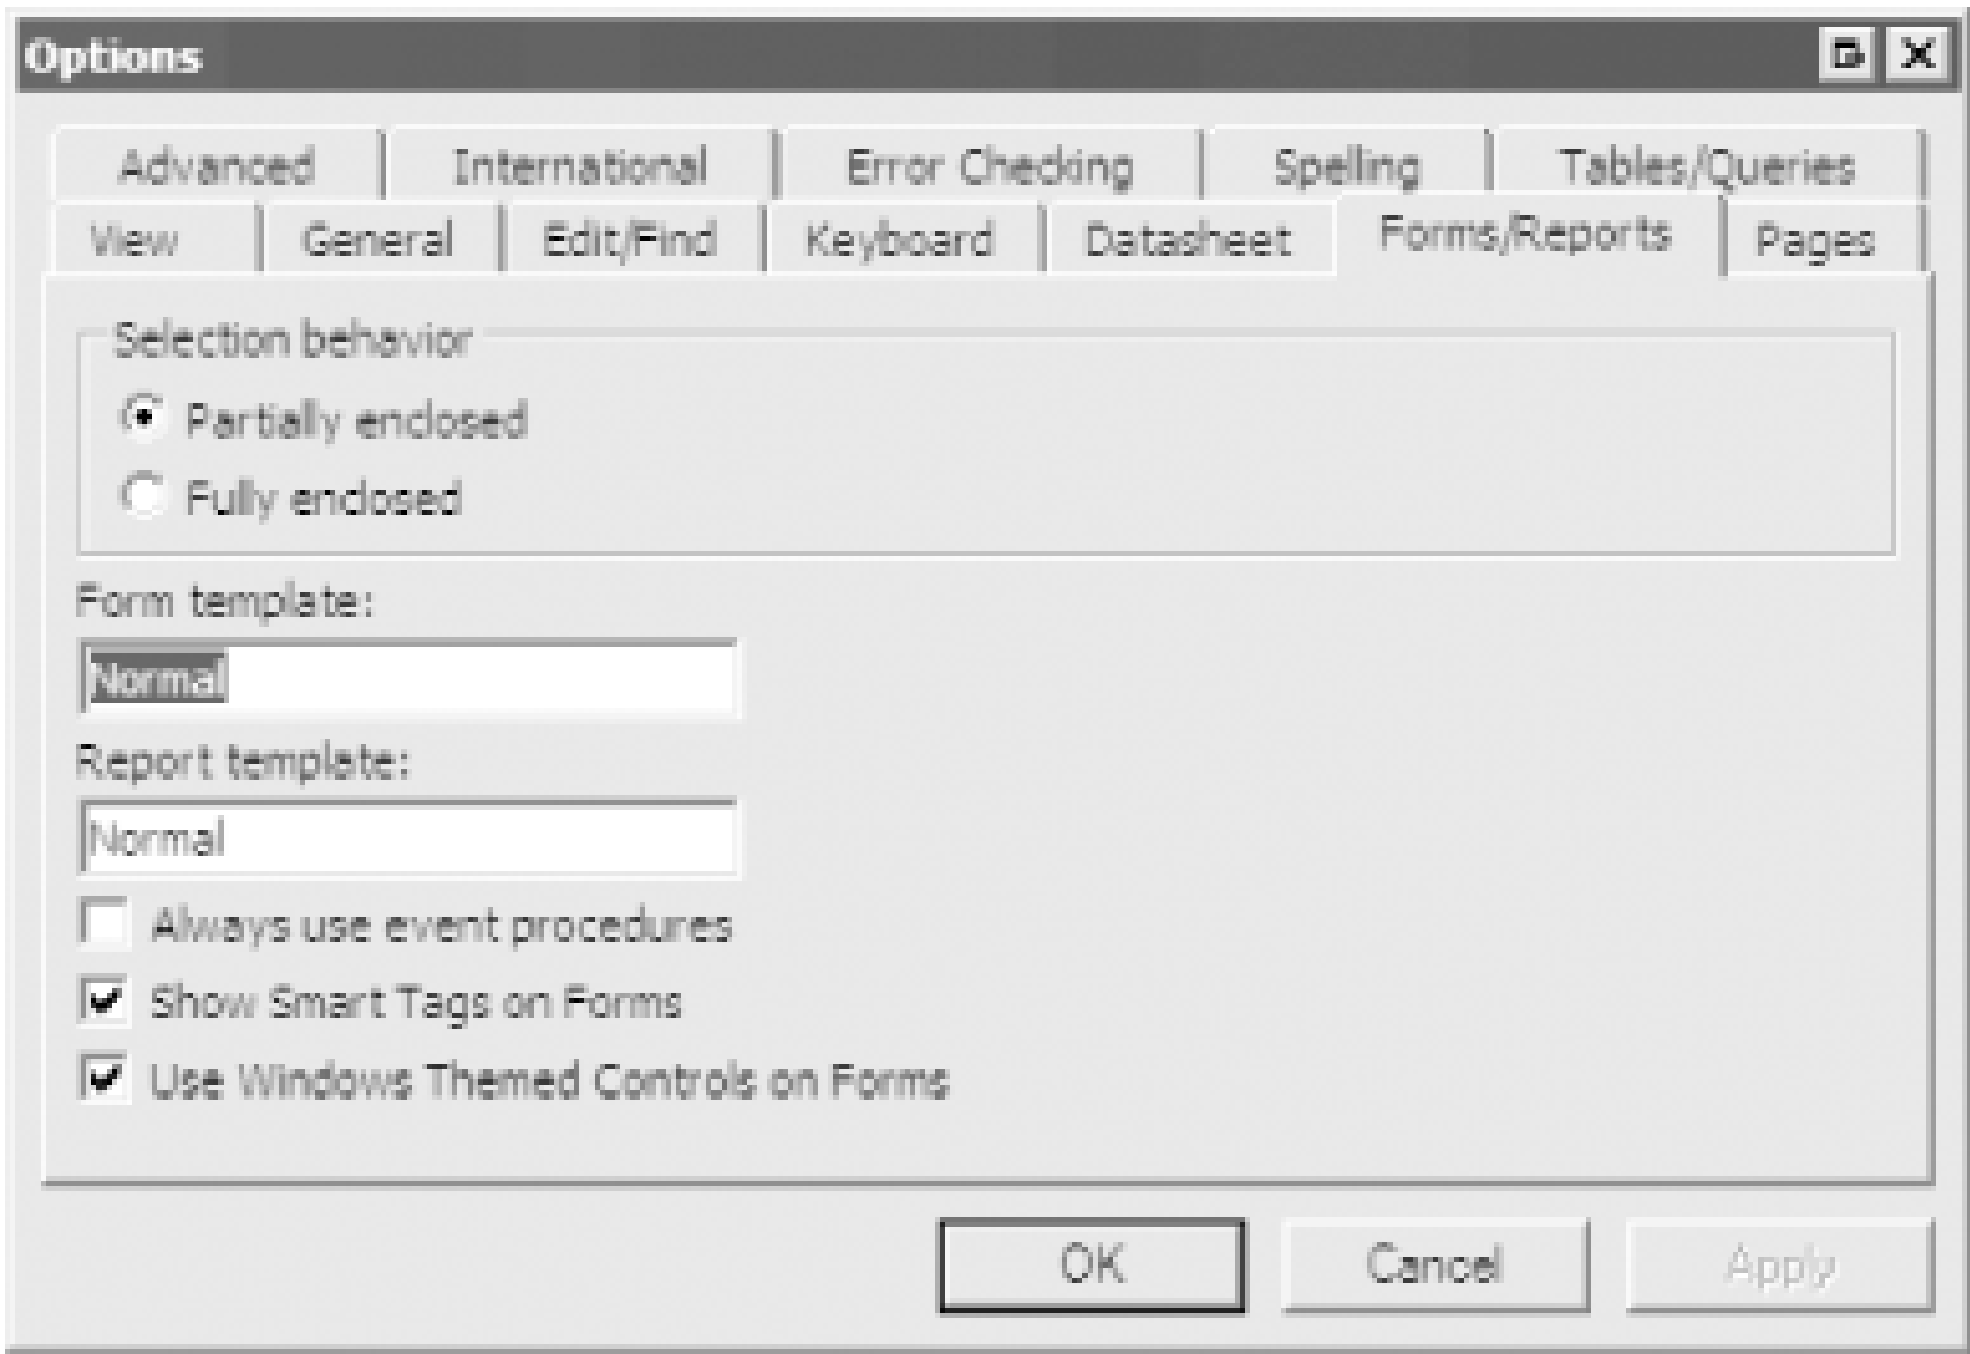 Options
Advanced International Error Checking Spelling Tables/Queries
View General Edit/Find Keyboard Datasheet Forms/Reports Pages
Selection behavior
Partially enclosed
Fully enclosed
Form template:
Normal
Report template:
Normal
Always use event procedures
Show Smart Tags on Forms
Use Windows Themed Controls on Forms
OK Cancel Apply